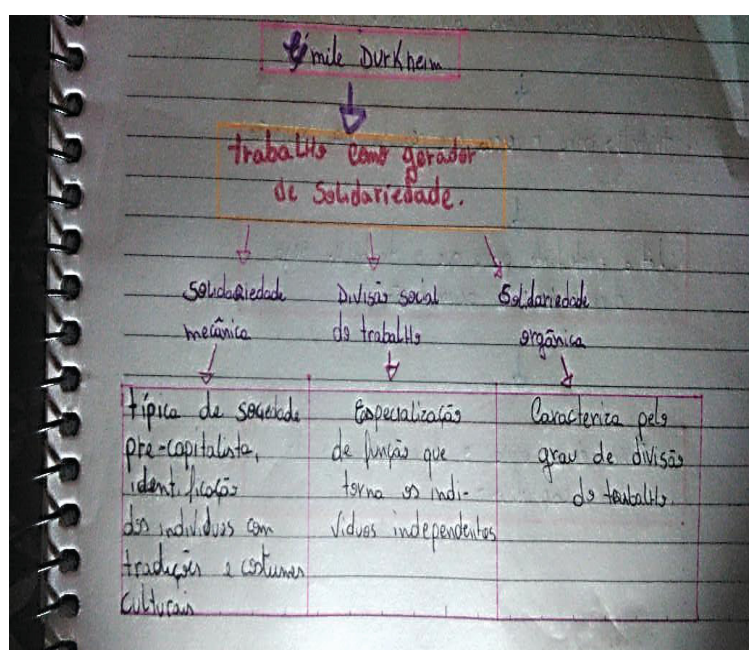 Émile Durkheim
trabalho como gerador
de solidariedade.
Solidariedade
mecânica
Divisão social
do trabalho
Solidariedade
orgânica
típica de sociedade
pré-capitalista,
identificação
dos indivíduos com
tradições e costumes
culturais
Especialização
de função que
torna os indi-
víduos independentes
Caracteriza pelo
grau de divisão
do trabalho.